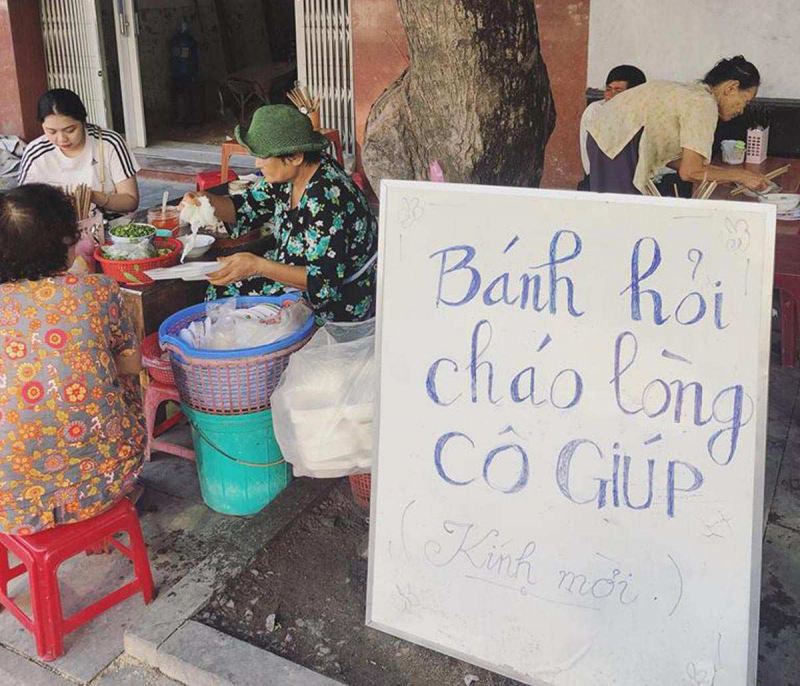 Bánh hỏi
cháo lòng
CÔ GIÚP
(Kính mời.)